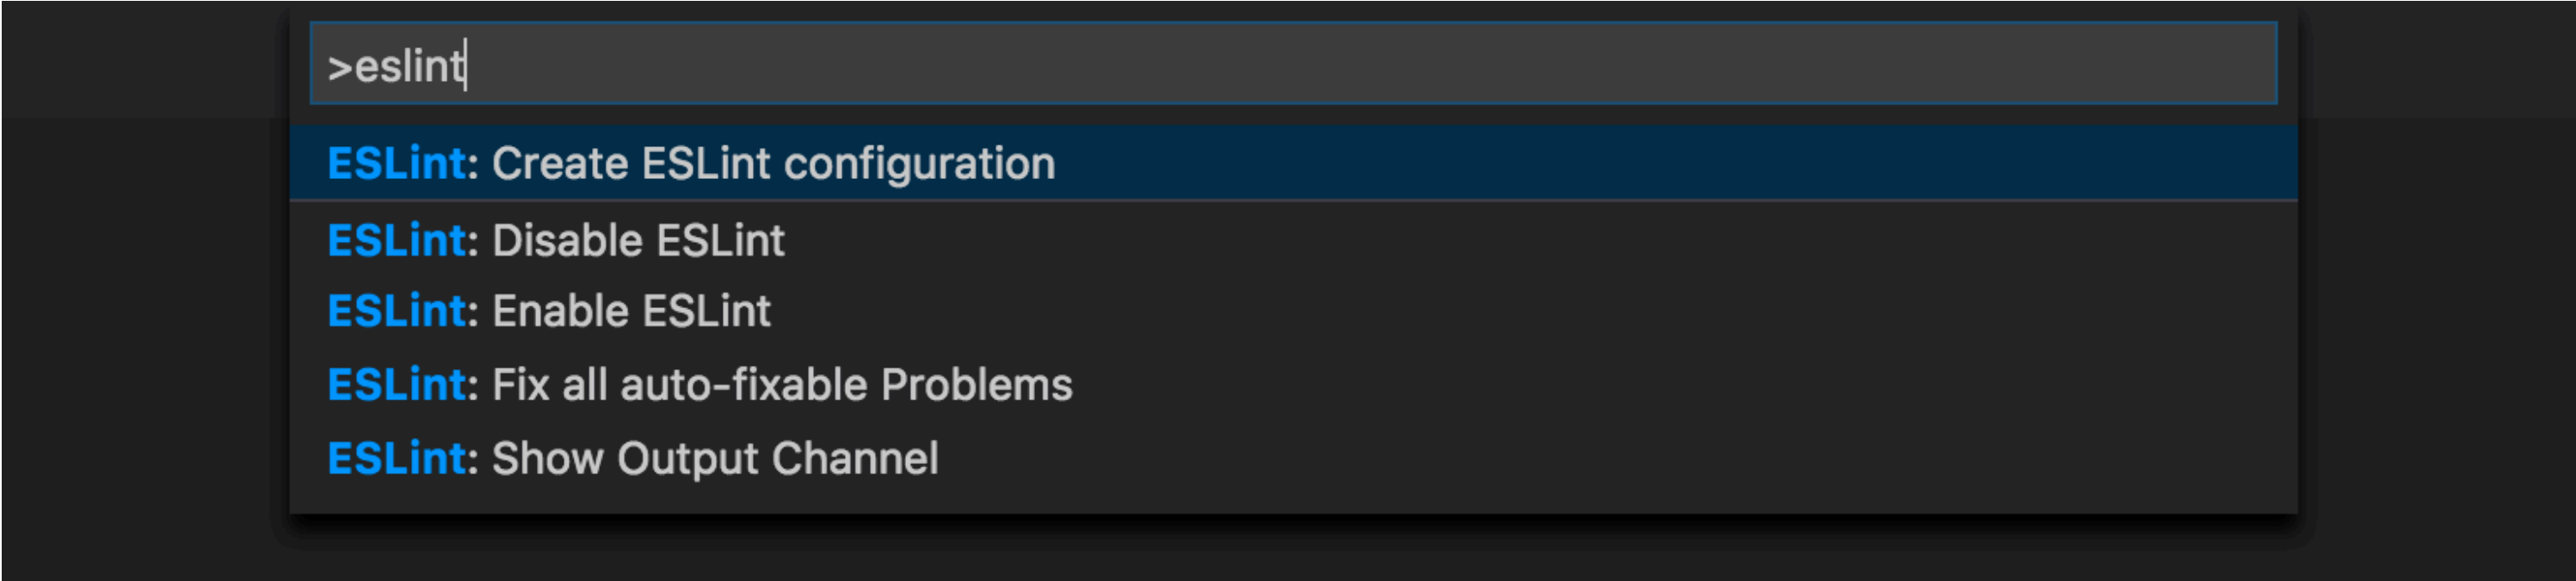 >eslint
ESLint: Create ESLint configuration
ESLint: Disable ESLint
ESLint: Enable ESLint
ESLint: Fix all auto-fixable Problems
ESLint: Show Output Channel